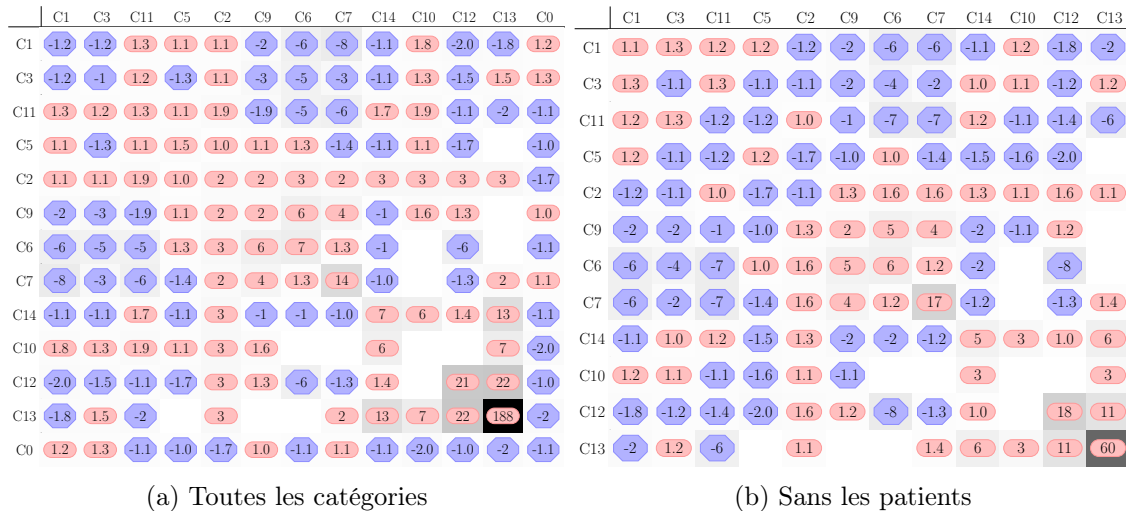 C1 C3 C11 C5 C2 C9 C6 C7 C14 C10 C12 C13 C0
C1 -1.2 -1.2 1.3 1.1 1.1 -2 -6 -8 -1.1 1.8 -2.0 -1.8 1.2
C3 -1.2 -1 1.2 -1.3 1.1 -3 -5 -3 -1.1 1.3 -1.5 1.5 1.3
C11 1.3 1.2 1.3 1.1 1.9 -1.9 -5 -6 1.7 1.9 -1.1 -2 -1.1
C5 1.1 -1.3 1.1 1.5 1.0 1.1 1.3 -1.4 -1.1 1.1 -1.7 -1.0
C2 1.1 1.1 1.9 1.0 2 2 3 2 3 3 3 3 -1.7
C9 -2 -3 -1.9 1.1 2 2 6 4 -1 1.6 1.3 1.0
C6 -6 -5 -5 1.3 3 6 7 1.3 -1 -6 -1.1
C7 -8 -3 -6 -1.4 2 4 1.3 14 -1.0 -1.3 2 1.1
C14 -1.1 -1.1 1.7 -1.1 3 -1 -1 -1.0 7 6 1.4 13 -1.1
C10 1.8 1.3 1.9 1.1 3 1.6 6 7 -2.0
C12 -2.0 -1.5 -1.1 -1.7 3 1.3 -6 -1.3 1.4 21 22 -1.0
C13 -1.8 1.5 -2 3 2 13 7 22 188 -2
C0 1.2 1.3 -1.1 -1.0 -1.7 1.0 -1.1 1.1 -1.1 -2.0 -1.0 -2 -1.1
(a) Toutes les catégories
C1 C3 C11 C5 C2 C9 C6 C7 C14 C10 C12 C13
C1 1.1 1.3 1.2 1.2 -1.2 -2 -6 -6 -1.1 1.2 -1.8 -2
C3 1.3 -1.1 1.3 -1.1 -1.1 -2 -4 -2 1.0 1.1 -1.2 1.2
C11 1.2 1.3 -1.2 -1.2 1.0 -1 -7 -7 1.2 -1.1 -1.4 -6
C5 1.2 -1.1 -1.2 1.2 -1.7 -1.0 1.0 -1.4 -1.5 -1.6 -2.0
C2 -1.2 -1.1 1.0 -1.7 -1.1 1.3 1.6 1.6 1.3 1.1 1.6 1.1
C9 -2 -2 -1 -1.0 1.3 2 5 4 -2 -1.1 1.2
C6 -6 -4 -7 1.0 1.6 5 6 1.2 -2 -8
C7 -6 -2 -7 -1.4 1.6 4 1.2 17 -1.2 -1.3 1.4
C14 -1.1 1.0 1.2 -1.5 1.3 -2 -2 -1.2 5 3 1.0 6
C10 1.2 1.1 -1.1 -1.6 1.1 -1.1 3 3
C12 -1.8 -1.2 -1.4 -2.0 1.6 1.2 -8 -1.3 1.0 18 11
C13 -2 1.2 -6 1.1 1.4 6 3 11 60
(b) Sans les patients